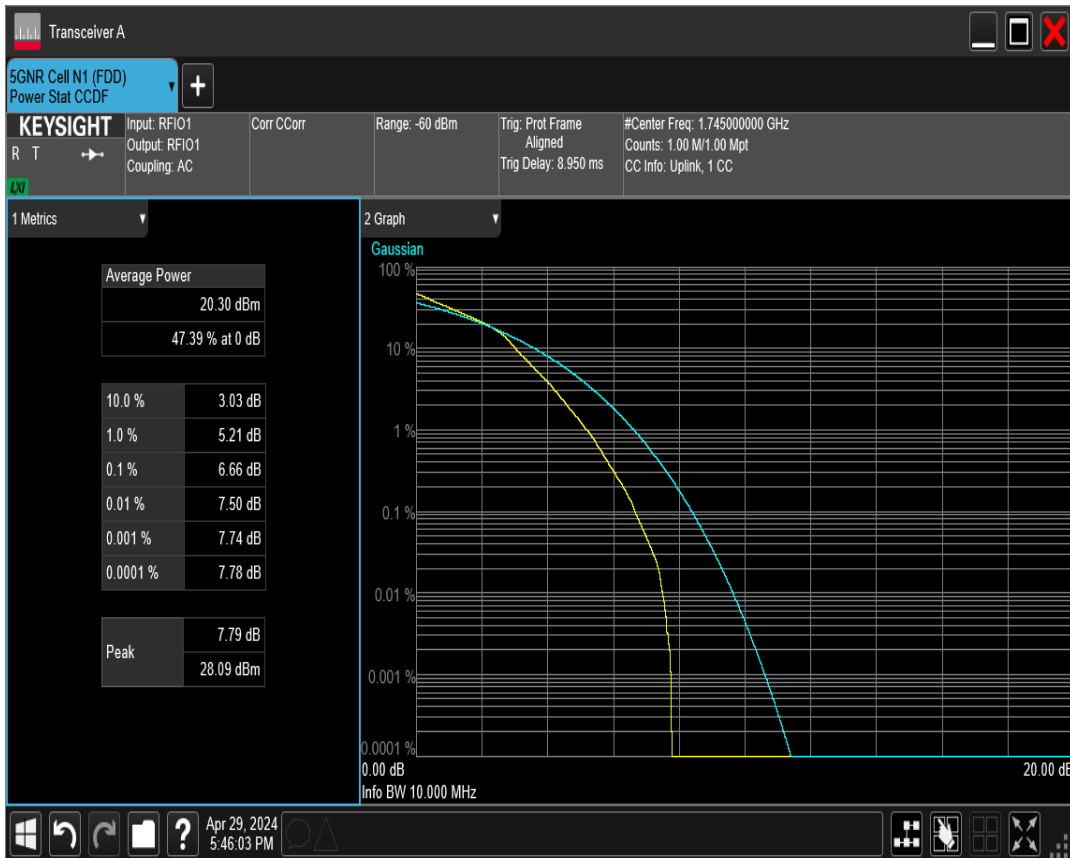 Transceiver A
5GNR Cell N1 (FDD)
Power Stat CCDF
+
KEYSIGHT
R T
LXI
Input: RFIO1
Output: RFIO1
Coupling: AC
Corr CCorr
Range: -60 dBm
Trig: Prot Frame
Aligned
Trig Delay: 8.950 ms
#Center Freq: 1.745000000 GHz
Counts: 1.00 M/1.00 Mpt
CC Info: Uplink, 1 CC
1 Metrics
Average Power
20.30 dBm
47.39 % at 0 dB
10.0 % 3.03 dB
1.0 % 5.21 dB
0.1 % 6.66 dB
0.01 % 7.50 dB
0.001 % 7.74 dB
0.0001 % 7.78 dB
Peak 7.79 dB
28.09 dBm
2 Graph
Gaussian
100 %
10 %
1 %
0.1 %
0.01 %
0.001 %
0.0001 %
0.00 dB 20.00 dB
Info BW 10.000 MHz
?
Apr 29, 2024
5:46:03 PM